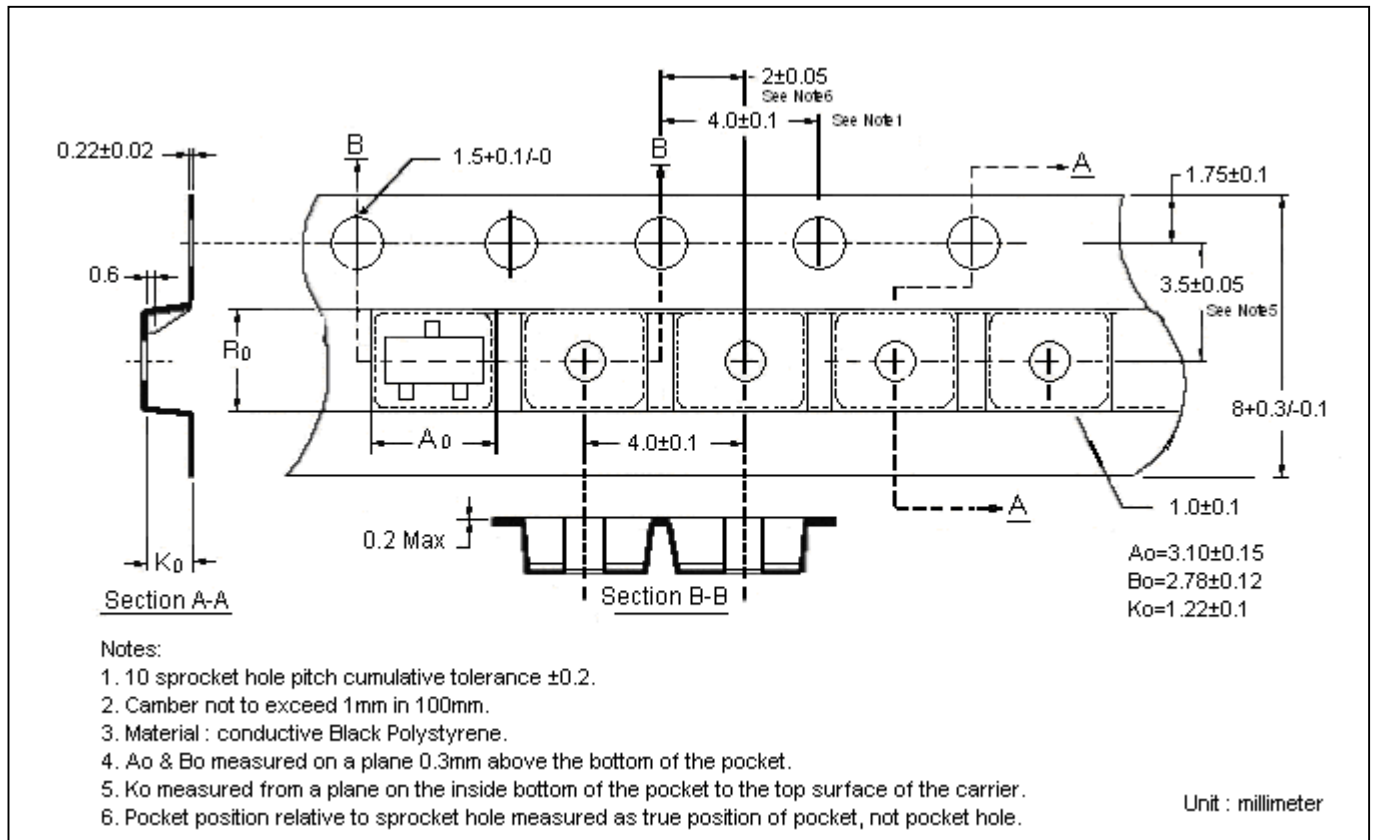 2±0.05
See Note6
4.0±0.1 See Note1
0.22±0.02
B
1.5+0.1/-0
B
A
1.75±0.1
0.6
3.5±0.05
See Note5
R0
8+0.3/-0.1
A0
4.0±0.1
A
1.0±0.1
0.2 Max
K0
Section A-A
Section B-B
Ao=3.10±0.15
Bo=2.78±0.12
Ko=1.22±0.1
Notes:
1. 10 sprocket hole pitch cumulative tolerance ±0.2.
2. Camber not to exceed 1mm in 100mm.
3. Material : conductive Black Polystyrene.
4. Ao & Bo measured on a plane 0.3mm above the bottom of the pocket.
5. Ko measured from a plane on the inside bottom of the pocket to the top surface of the carrier.
6. Pocket position relative to sprocket hole measured as true position of pocket, not pocket hole.
Unit : millimeter